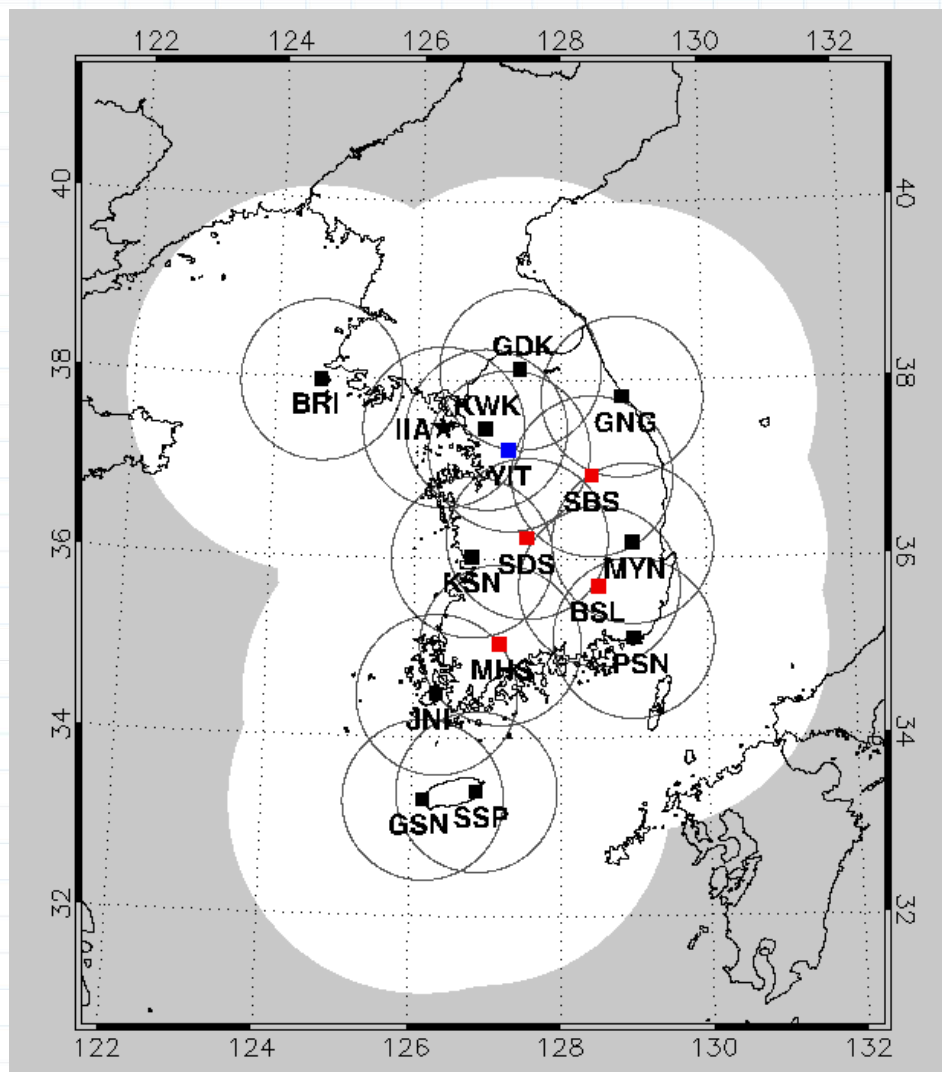 122 124 126 128 130 132
40 40
GDK
38 38
BRI
KWK
GNG
IIA
YIT
SBS
36 36
SDS
MYN
KSN
BSL
PSN
MHS
JNI
34 34
GSN SSP
32 32
122 124 126 128 130 132